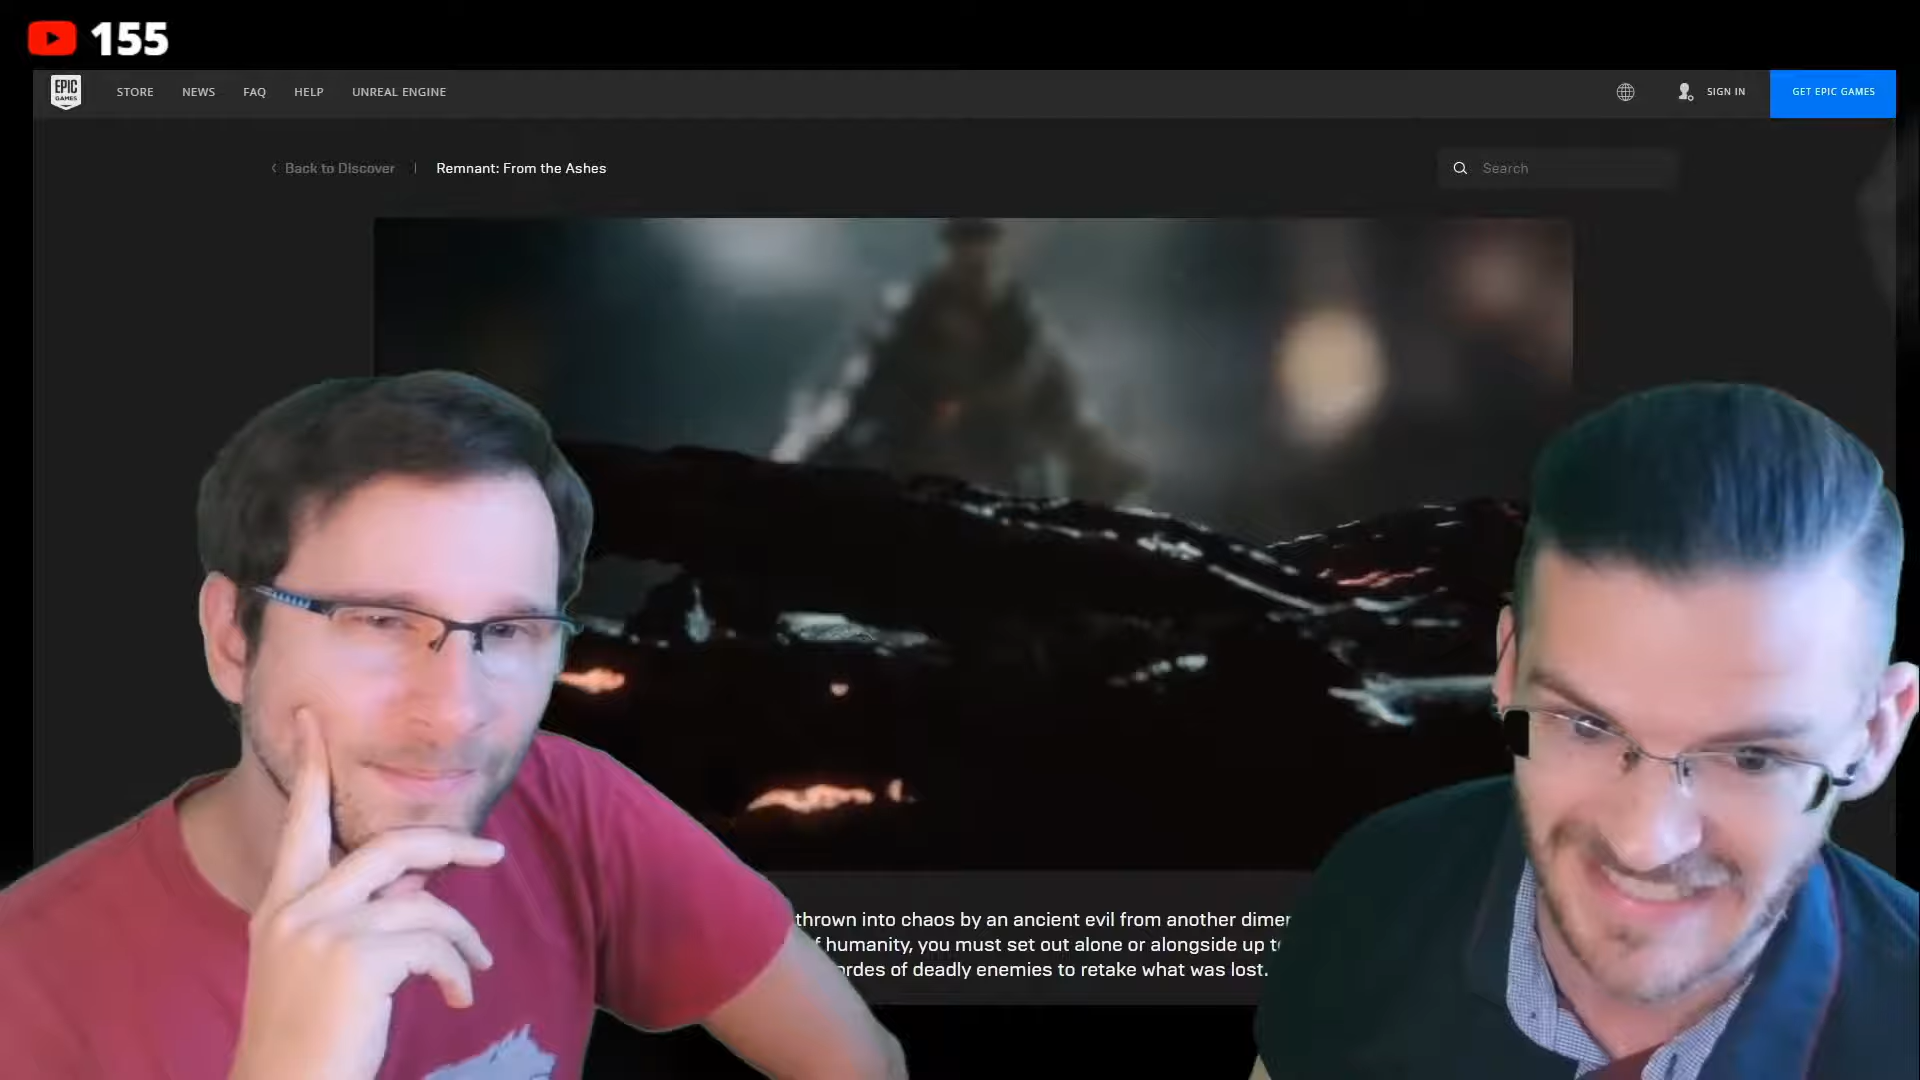 155
EPIC
GAMES
STORE
NEWS
FAQ
HELP
UNREAL ENGINE
SIGN IN
GET EPIC GAMES
Back to Discover
Remnant: From the Ashes
Search
thrown into chaos by an ancient evil from another dimen
f humanity, you must set out alone or alongside up t
ordes of deadly enemies to retake what was lost.